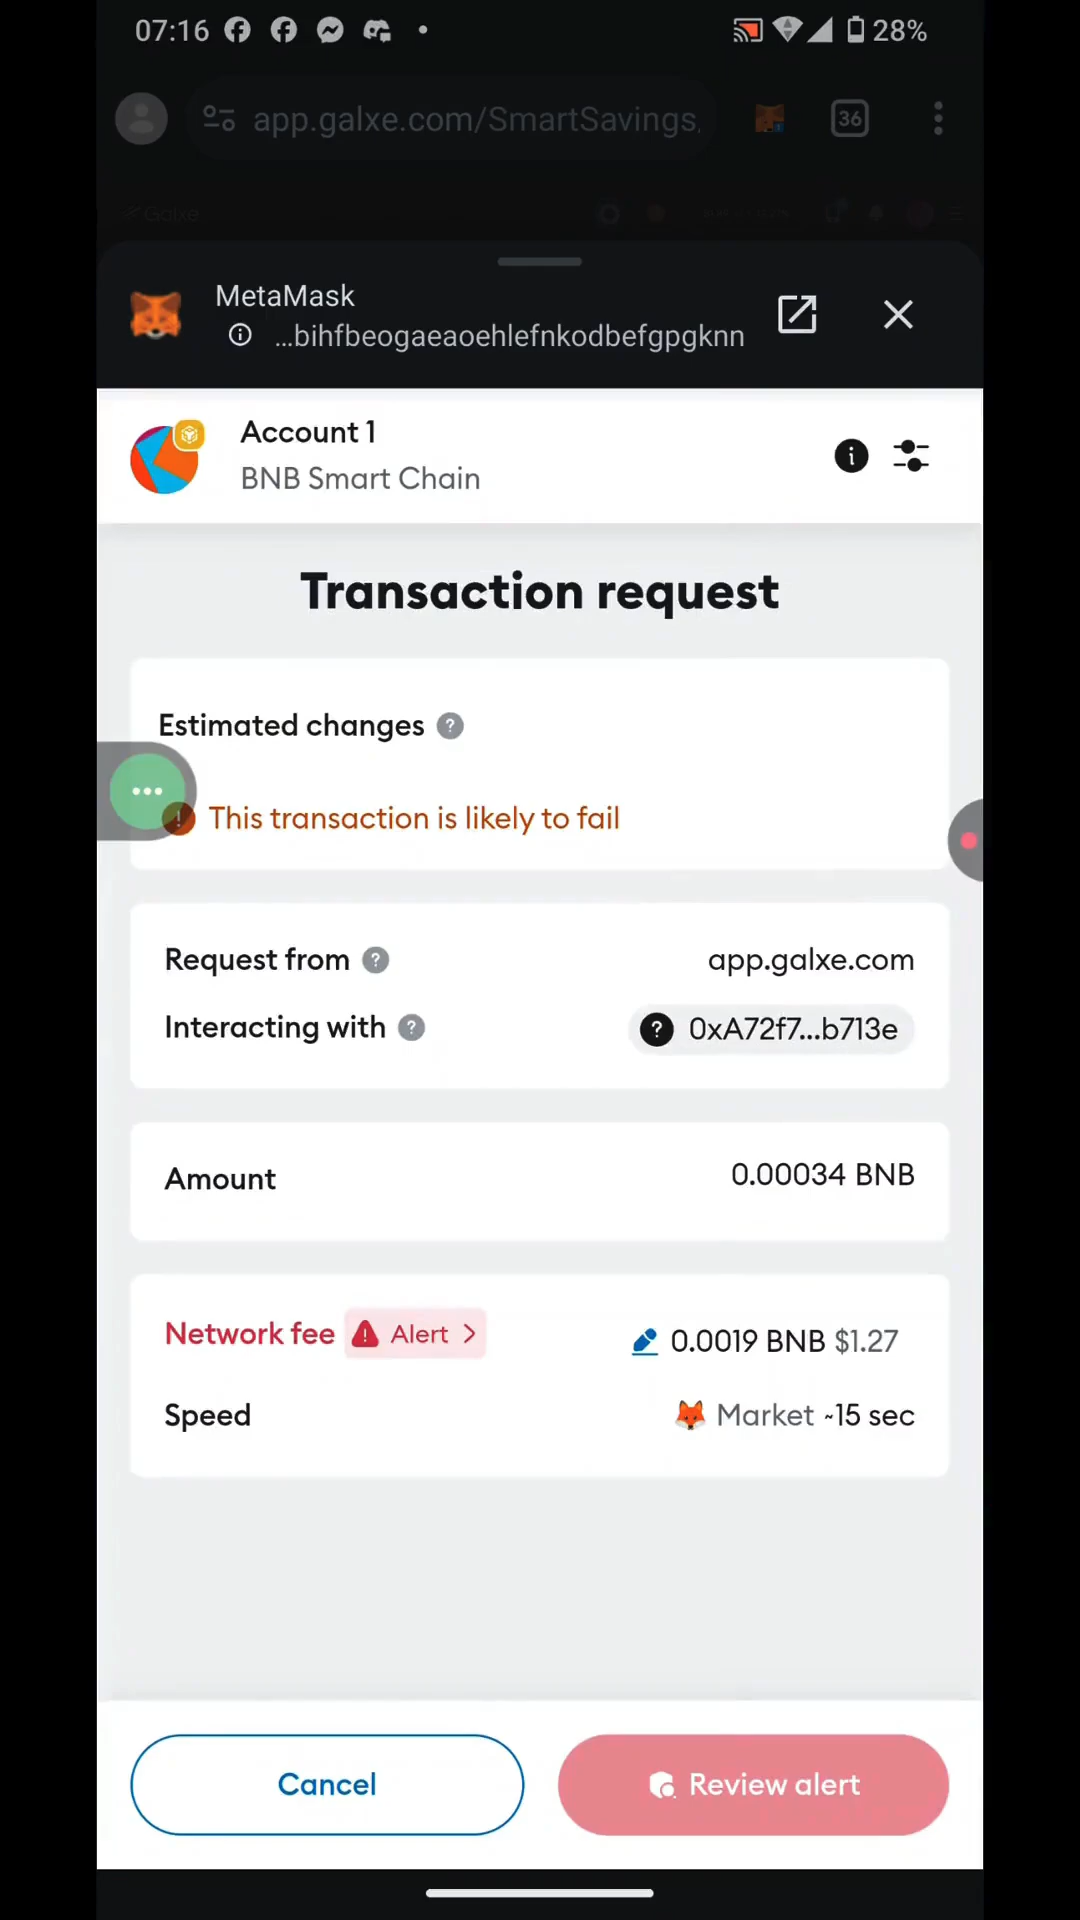 07:16
28%
app.galxe.com/SmartSavings
36
Galxe
MetaMask
...bihfbeogaeaoehlefnkodbefgpgknn
Account 1
BNB Smart Chain
Transaction request
Estimated changes
This transaction is likely to fail
Request from
app.galxe.com
Interacting with
0xA72f7...b713e
Amount
0.00034 BNB
Network fee
Alert
0.0019 BNB $1.27
Speed
Market ~15 sec
Cancel
Review alert